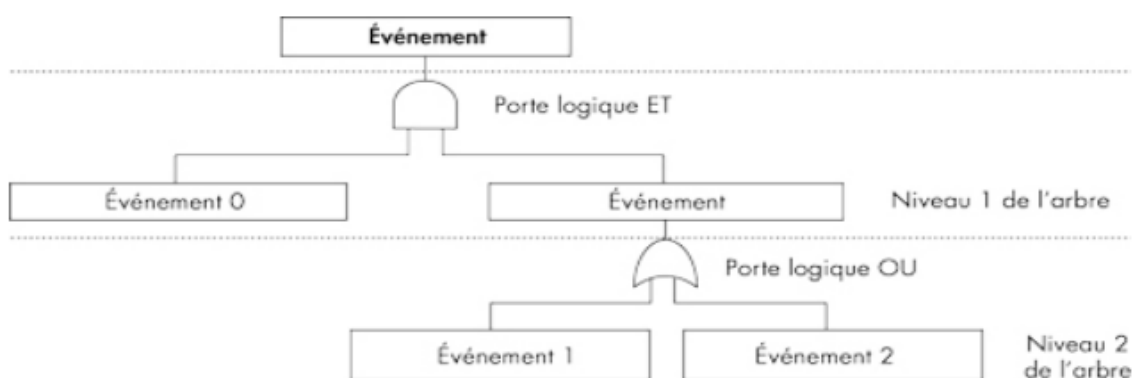 Événement
Porte logique ET
Événement 0
Événement
Niveau 1 de l'arbre
Porte logique OU
Événement 1
Événement 2
Niveau 2
de l'arbre